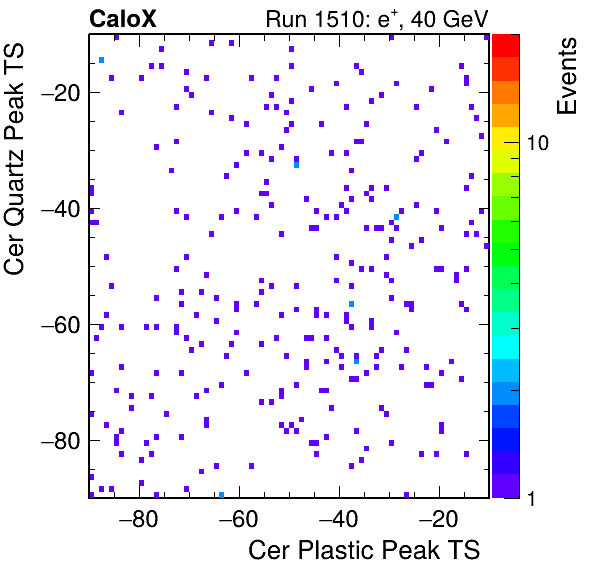 CaloX
Run 1510: e+, 40 GeV
Cer Quartz Peak TS
−20
−40
−60
−80
−80
−60
−40
−20
Cer Plastic Peak TS
Events
10
1